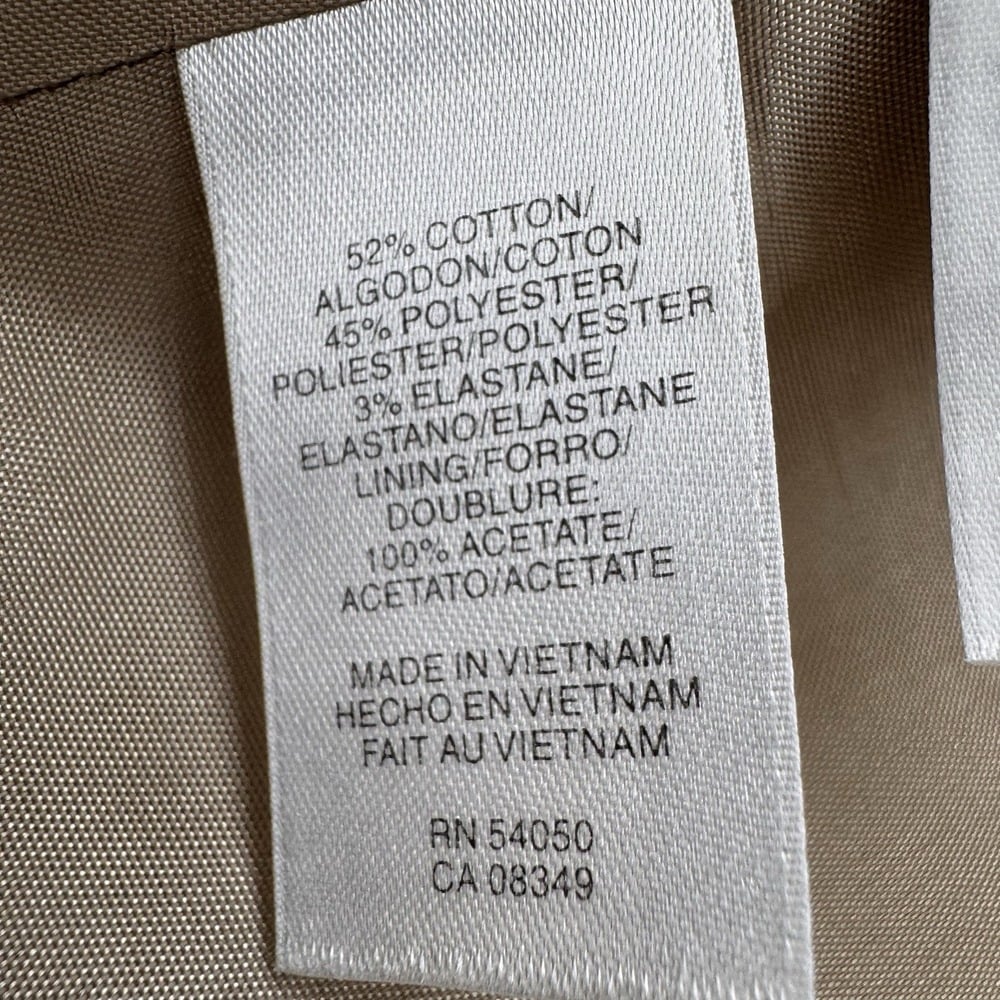 52% COTTON/
ALGODON/COTON
45% POLYESTER/
POLIESTER/POLYESTER
3% ELASTANE/
ELASTANO/ELASTANE
LINING/FORRO/
DOUBLURE:
100% ACETATE/
ACETATO/ACETATE
MADE IN VIETNAM
HECHO EN VIETNAM
FAIT AU VIETNAM
RN 54050
CA 08349